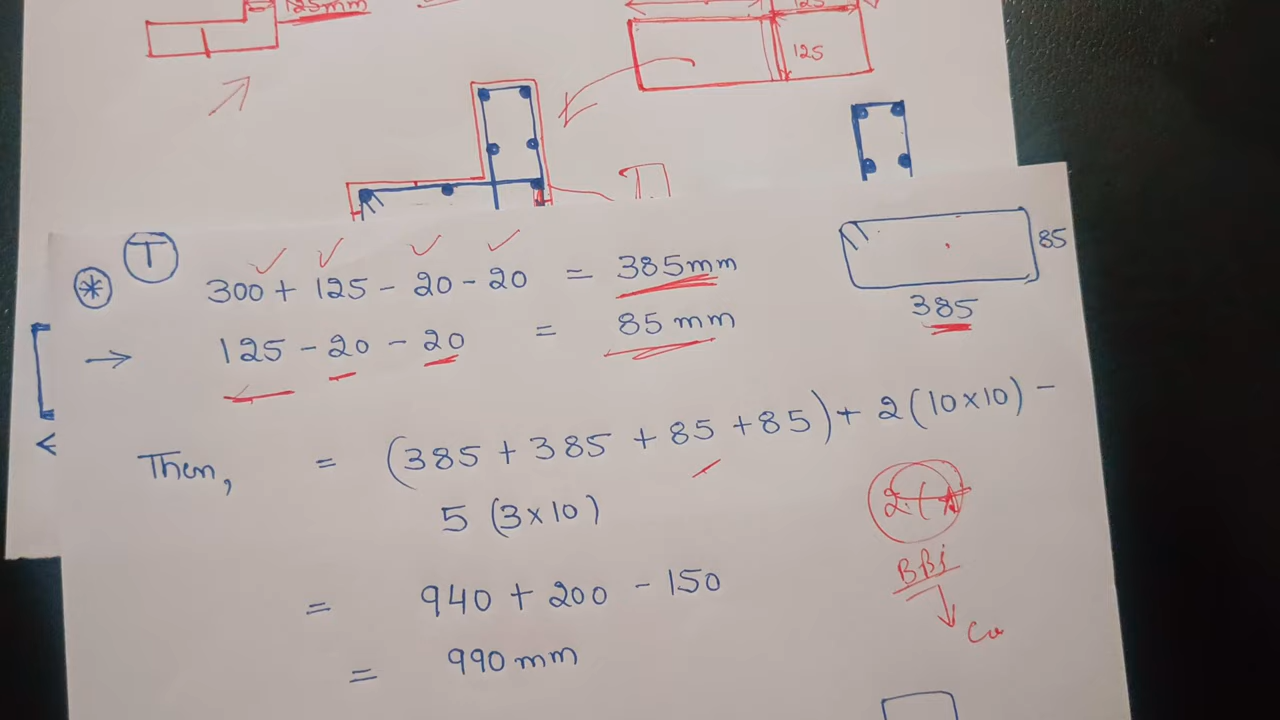 125mm
125
125
T
300 + 125 - 20 - 20 = 385mm
85
385
→ 125 - 20 - 20 = 85 mm
Then, = (385 + 385 + 85 + 85) + 2 (10×10) -
5 (3×10)
BBS
= 940 + 200 - 150
= 990 mm